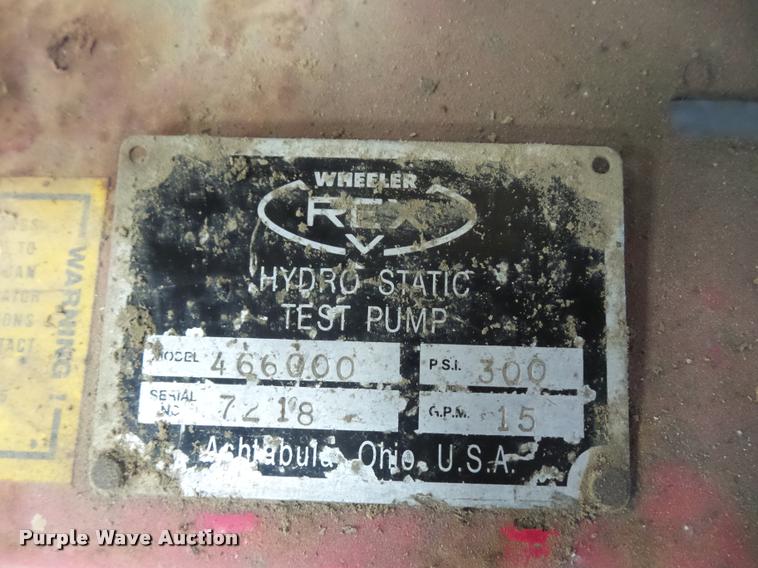 WHEELER
REX
HYDRO STATIC
TEST PUMP
MODEL 466000 P.S.I. 300
SERIAL NO 7218 G.P.M. 15
Ashtabula Ohio, U.S.A.
WARNING!
TO
Purple Wave Auction